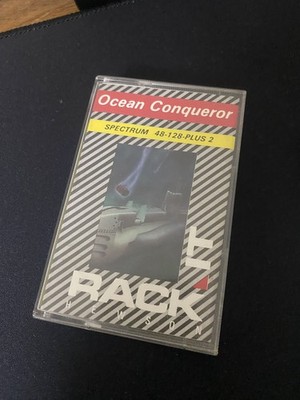 Ocean Conqueror
SPECTRUM 48-128-PLUS 2
RACK
IT
HEWSON